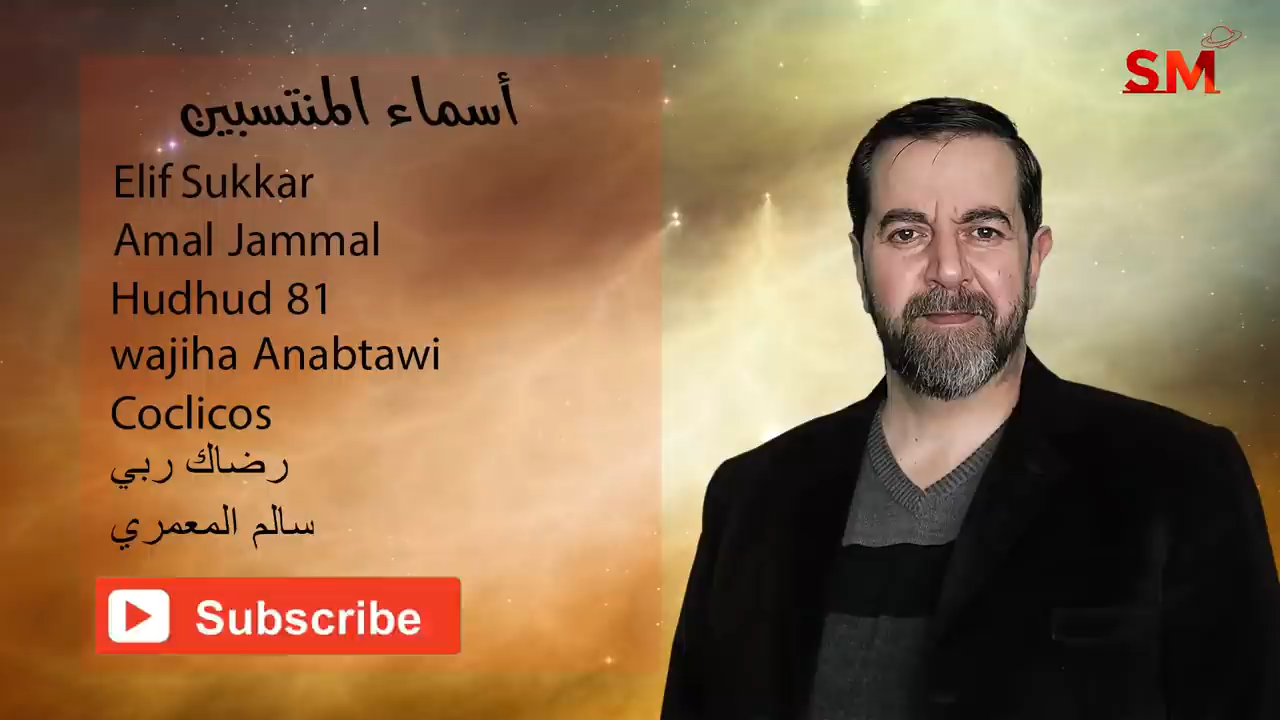 SM
أسماء المنتسبين
Elif Sukkar
Amal Jammal
Hudhud 81
wajiha Anabtawi
Coclicos
رضاك ربي
سالم المعمري
Subscribe